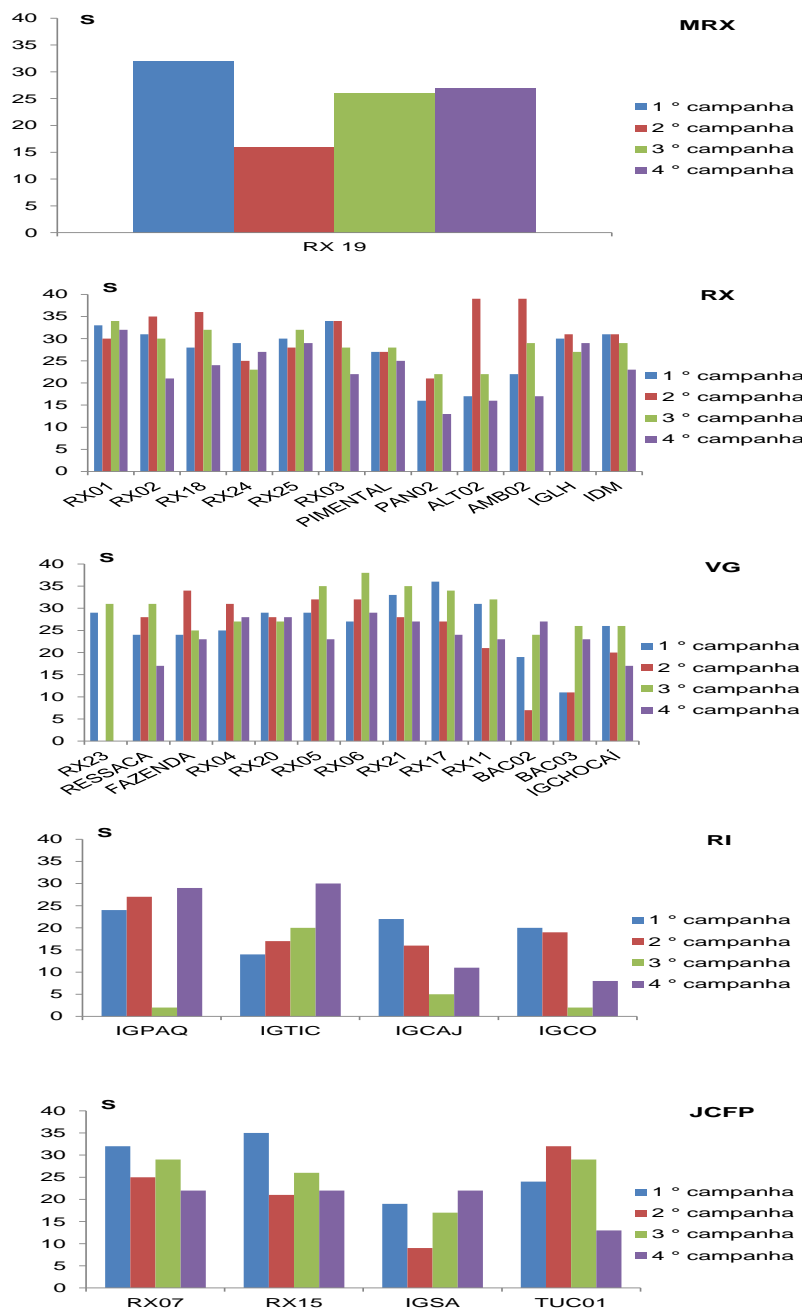 S
MRX
40
35
30
25
20
15
10
5
0
RX 19
1 ° campanha
2 ° campanha
3 ° campanha
4 ° campanha
S
RX
40
35
30
25
20
15
10
5
0
RX01 RX02 RX18 RX24 RX25 RX03 PIMENTAL PAN02 ALT02 AMB02 IGLH IDM
1 ° campanha
2 ° campanha
3 ° campanha
4 ° campanha
S
VG
40
35
30
25
20
15
10
5
0
RX23 RESSACA FAZENDA RX04 RX20 RX05 RX06 RX21 RX17 RX11 BAC02 BAC03 IGCHOCAÍ
1 ° campanha
2 ° campanha
3 ° campanha
4 ° campanha
S
RI
40
35
30
25
20
15
10
5
0
IGPAQ IGTIC IGCAJ IGCO
1 ° campanha
2 ° campanha
3 ° campanha
4 ° campanha
S
JCFP
40
35
30
25
20
15
10
5
0
RX07 RX15 IGSA TUC01
1 ° campanha
2 ° campanha
3 ° campanha
4 ° campanha